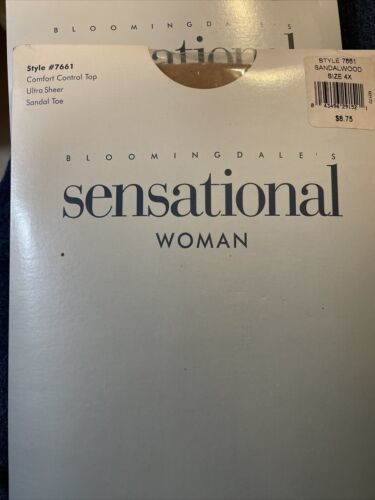 BLOOMINGDALE'S
sensational
Style #7661
Comfort Control Top
Ultra Sheer
Sandal Toe
STYLE 7661
SANDALWOOD
SIZE 4X
$8.75
BLOOMINGDALE'S
sensational
WOMAN